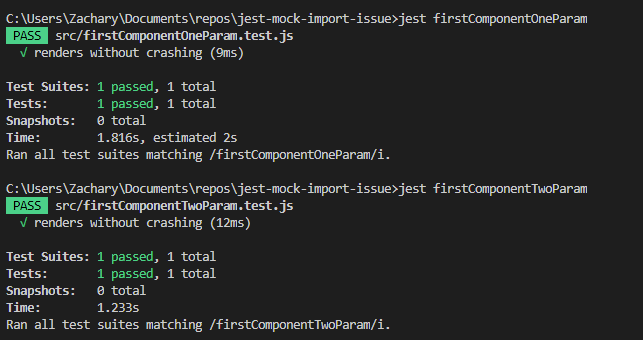 C:\Users\Zachary\Documents\repos\jest-mock-import-issue>jest firstComponentOneParam
PASS src/firstComponentOneParam.test.js
√ renders without crashing (9ms)
Test Suites: 1 passed, 1 total
Tests: 1 passed, 1 total
Snapshots: 0 total
Time: 1.816s, estimated 2s
Ran all test suites matching /firstComponentOneParam/i.
C:\Users\Zachary\Documents\repos\jest-mock-import-issue>jest firstComponentTwoParam
PASS src/firstComponentTwoParam.test.js
√ renders without crashing (12ms)
Test Suites: 1 passed, 1 total
Tests: 1 passed, 1 total
Snapshots: 0 total
Time: 1.233s
Ran all test suites matching /firstComponentTwoParam/i.